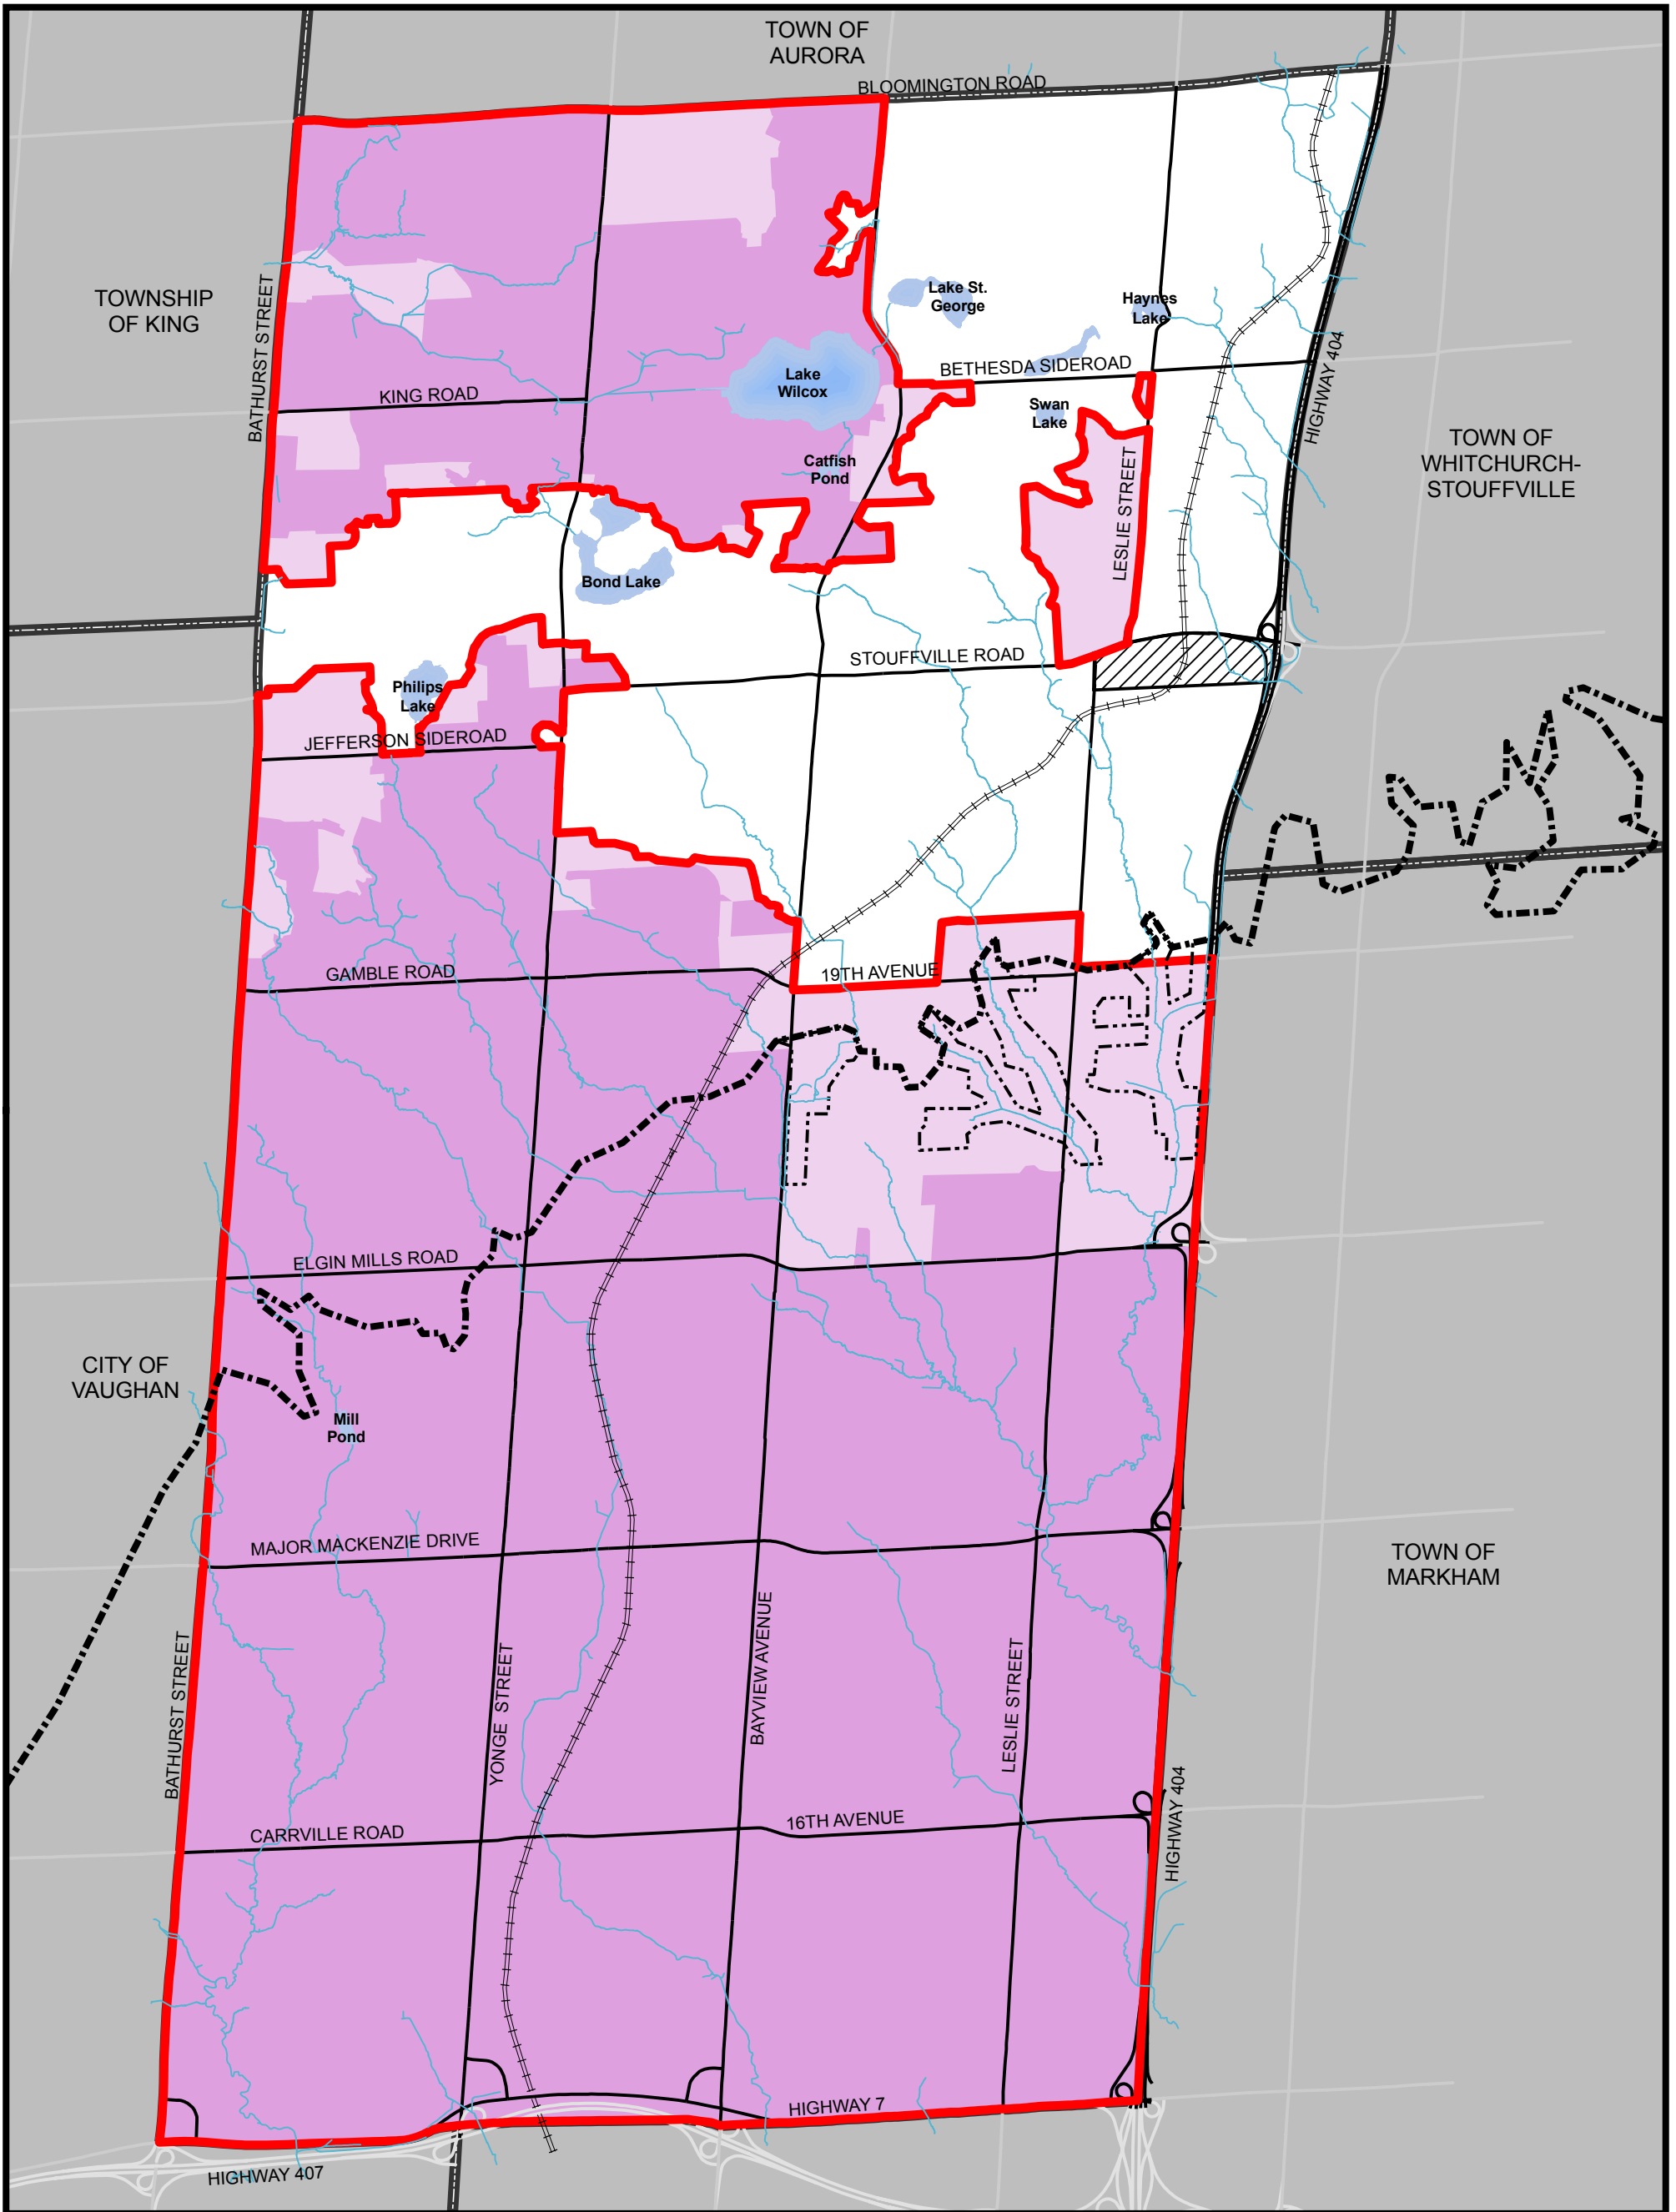 TOWN OF
AURORA
BLOOMINGTON ROAD
TOWNSHIP
OF KING
BATHURST STREET
Lake St.
George
Haynes
Lake
HIGHWAY 404
BETHESDA SIDEROAD
Lake
Wilcox
KING ROAD
Swan
Lake
TOWN OF
WHITCHURCH-
STOUFFVILLE
Catfish
Pond
LESLIE STREET
Bond Lake
STOUFFVILLE ROAD
Philips
Lake
JEFFERSON SIDEROAD
GAMBLE ROAD
19TH AVENUE
ELGIN MILLS ROAD
CITY OF
VAUGHAN
Mill
Pond
MAJOR MACKENZIE DRIVE
TOWN OF
MARKHAM
BATHURST STREET
YONGE STREET
BAYVIEW AVENUE
LESLIE STREET
HIGHWAY 404
CARRVILLE ROAD
16TH AVENUE
HIGHWAY 7
HIGHWAY 407